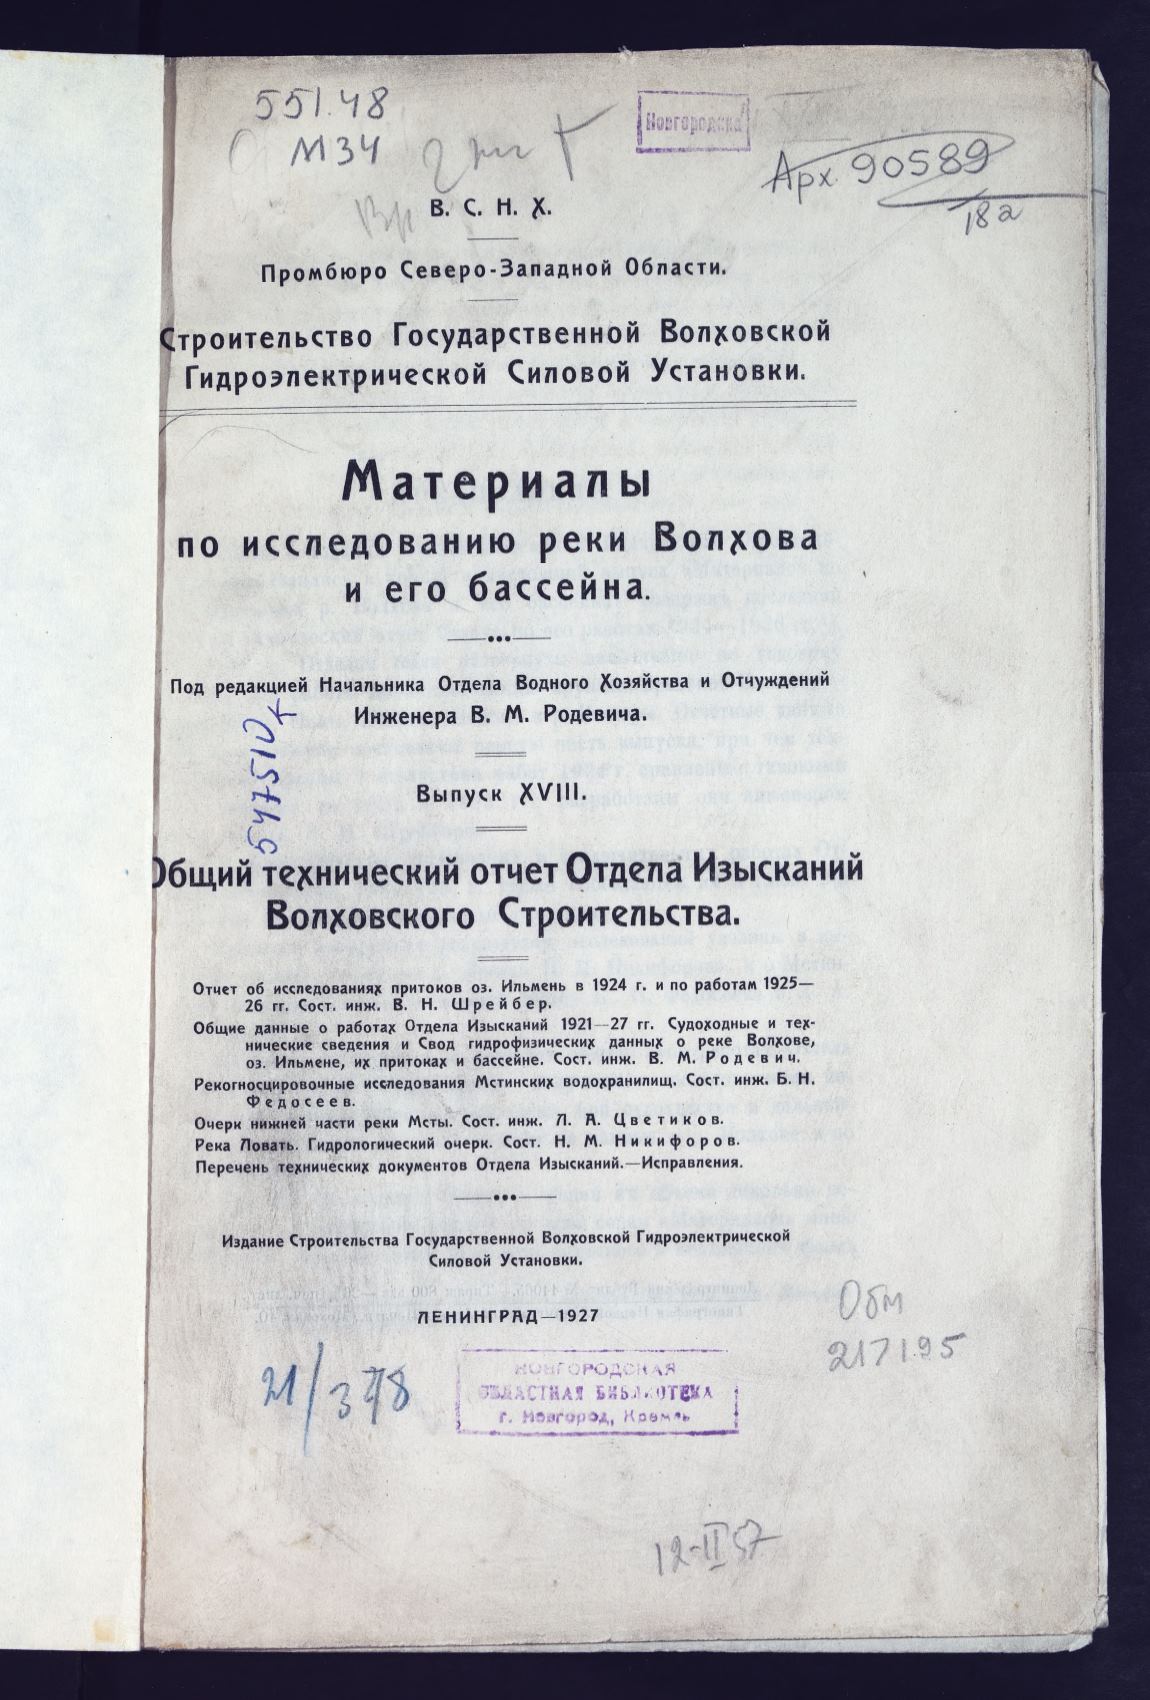 551.48
М34
Новгородска
Арх 90589
182
В. С. Н. Х.
Промбюро Северо-Западной Области.
Строительство Государственной Волховской
Гидроэлектрической Силовой Установки.
Материалы
по исследованию реки Волхова
и его бассейна.
Под редакцией Начальника Отдела Водного Хозяйства и Отчуждений
Инженера В. М. Родевича.
547510 к
Выпуск XVIII.
Общий технический отчет Отдела Изысканий
Волховского Строительства.
Отчет об исследованиях притоков оз. Ильмень в 1924 г. и по работам 1925—
26 гг. Сост. инж. В. Н. Шрейбер.
Общие данные о работах Отдела Изысканий 1921—27 гг. Судоходные и тех-
нические сведения и Свод гидрофизических данных о реке Волхове,
оз. Ильмене, их притоках и бассейне. Сост. инж. В. М. Родевич.
Рекогносцировочные исследования Мстинских водохранилищ. Сост. инж. Б. Н.
Федосеев.
Очерк нижней части реки Мсты. Сост. инж. Л. А. Цветиков.
Река Ловать. Гидрологический очерк. Сост. Н. М. Никифоров.
Перечень технических документов Отдела Изысканий.—Исправления.
Издание Строительства Государственной Волховской Гидроэлектрической
Силовой Установки.
ЛЕНИНГРАД—1927
Обм
217195
21/378
НОВГОРОДСКАЯ
ОБЛАСТНАЯ БИБЛИОТЕКА
г. Новгород, Кремль
12-II 57